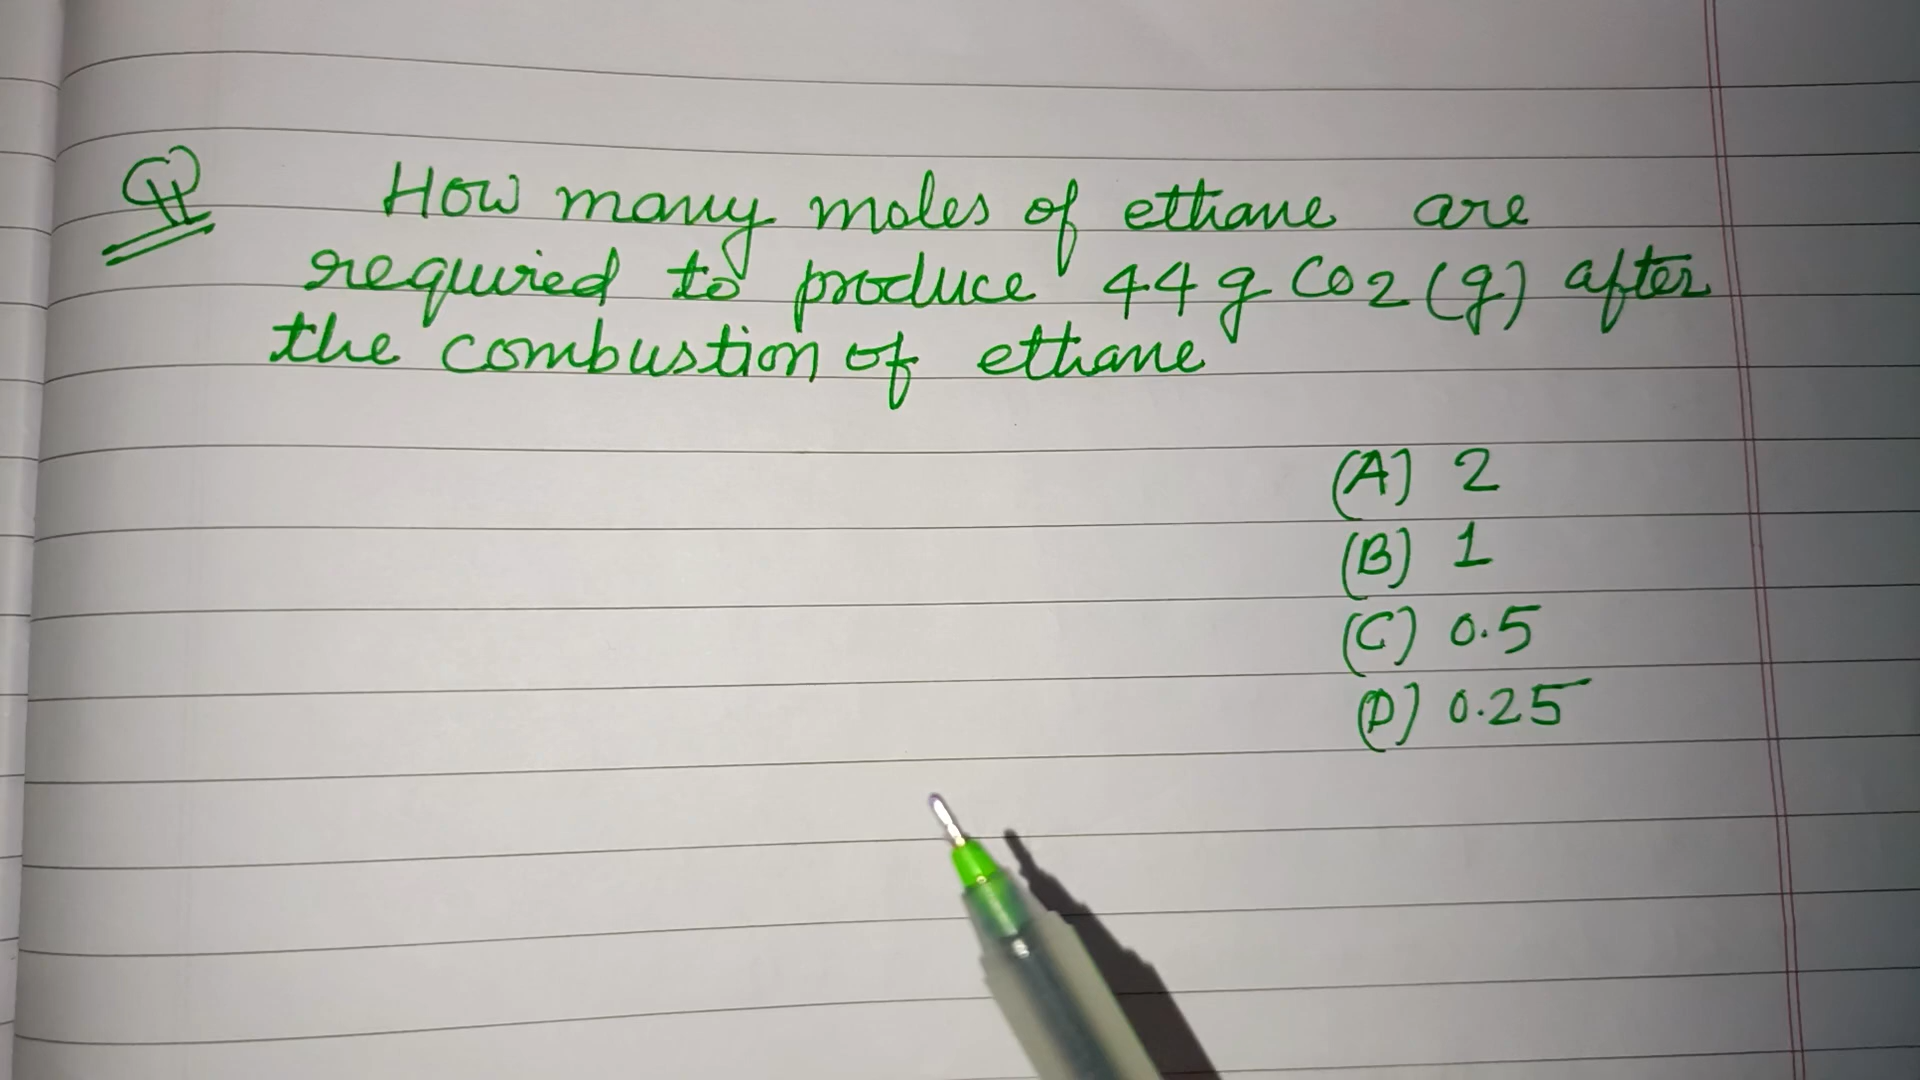 Q
How many moles of ethane are
required to produce 44g CO2(g) after
the combustion of ethane
(A) 2
(B) 1
(C) 0.5
(D) 0.25